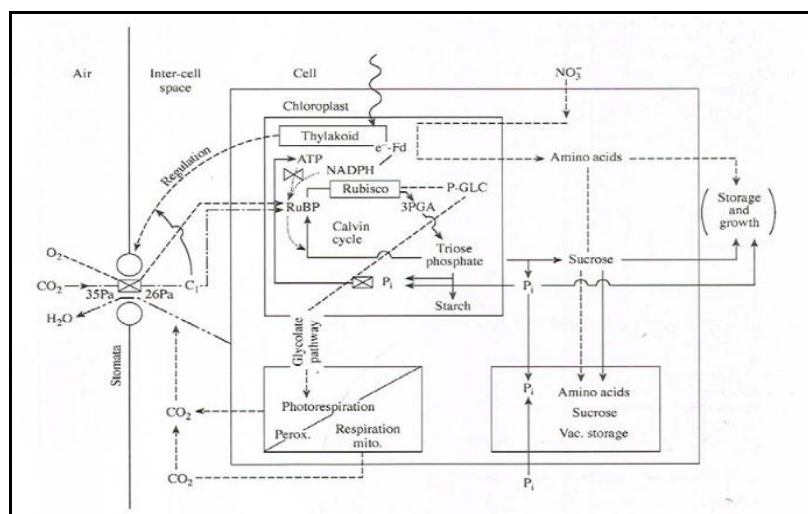 Air
Inter-cell
space
Cell
NO₃⁻
Chloroplast
Thylakoid
e⁻-Fd
Regulation
ATP
NADPH
Amino acids
Rubisco
P-GLC
RuBP
3PGA
Storage
and
growth
Calvin
cycle
O₂
Triose
phosphate
Sucrose
CO₂
35Pa
26Pa
Cᵢ
Pᵢ
Pᵢ
H₂O
Starch
Glycolate
pathway
Stomata
Photorespiration
Perox.
Respiration
mito.
CO₂
CO₂
Pᵢ
Amino acids
Sucrose
Vac. storage
Pᵢ